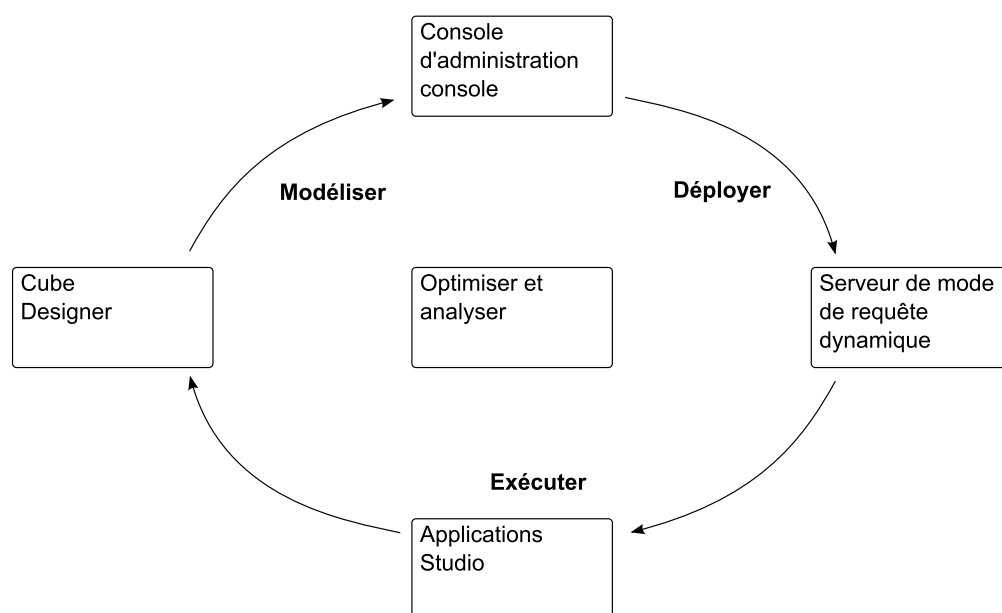 Console
d'administration
console
Modéliser
Déployer
Cube
Designer
Optimiser et
analyser
Serveur de mode
de requête
dynamique
Exécuter
Applications
Studio